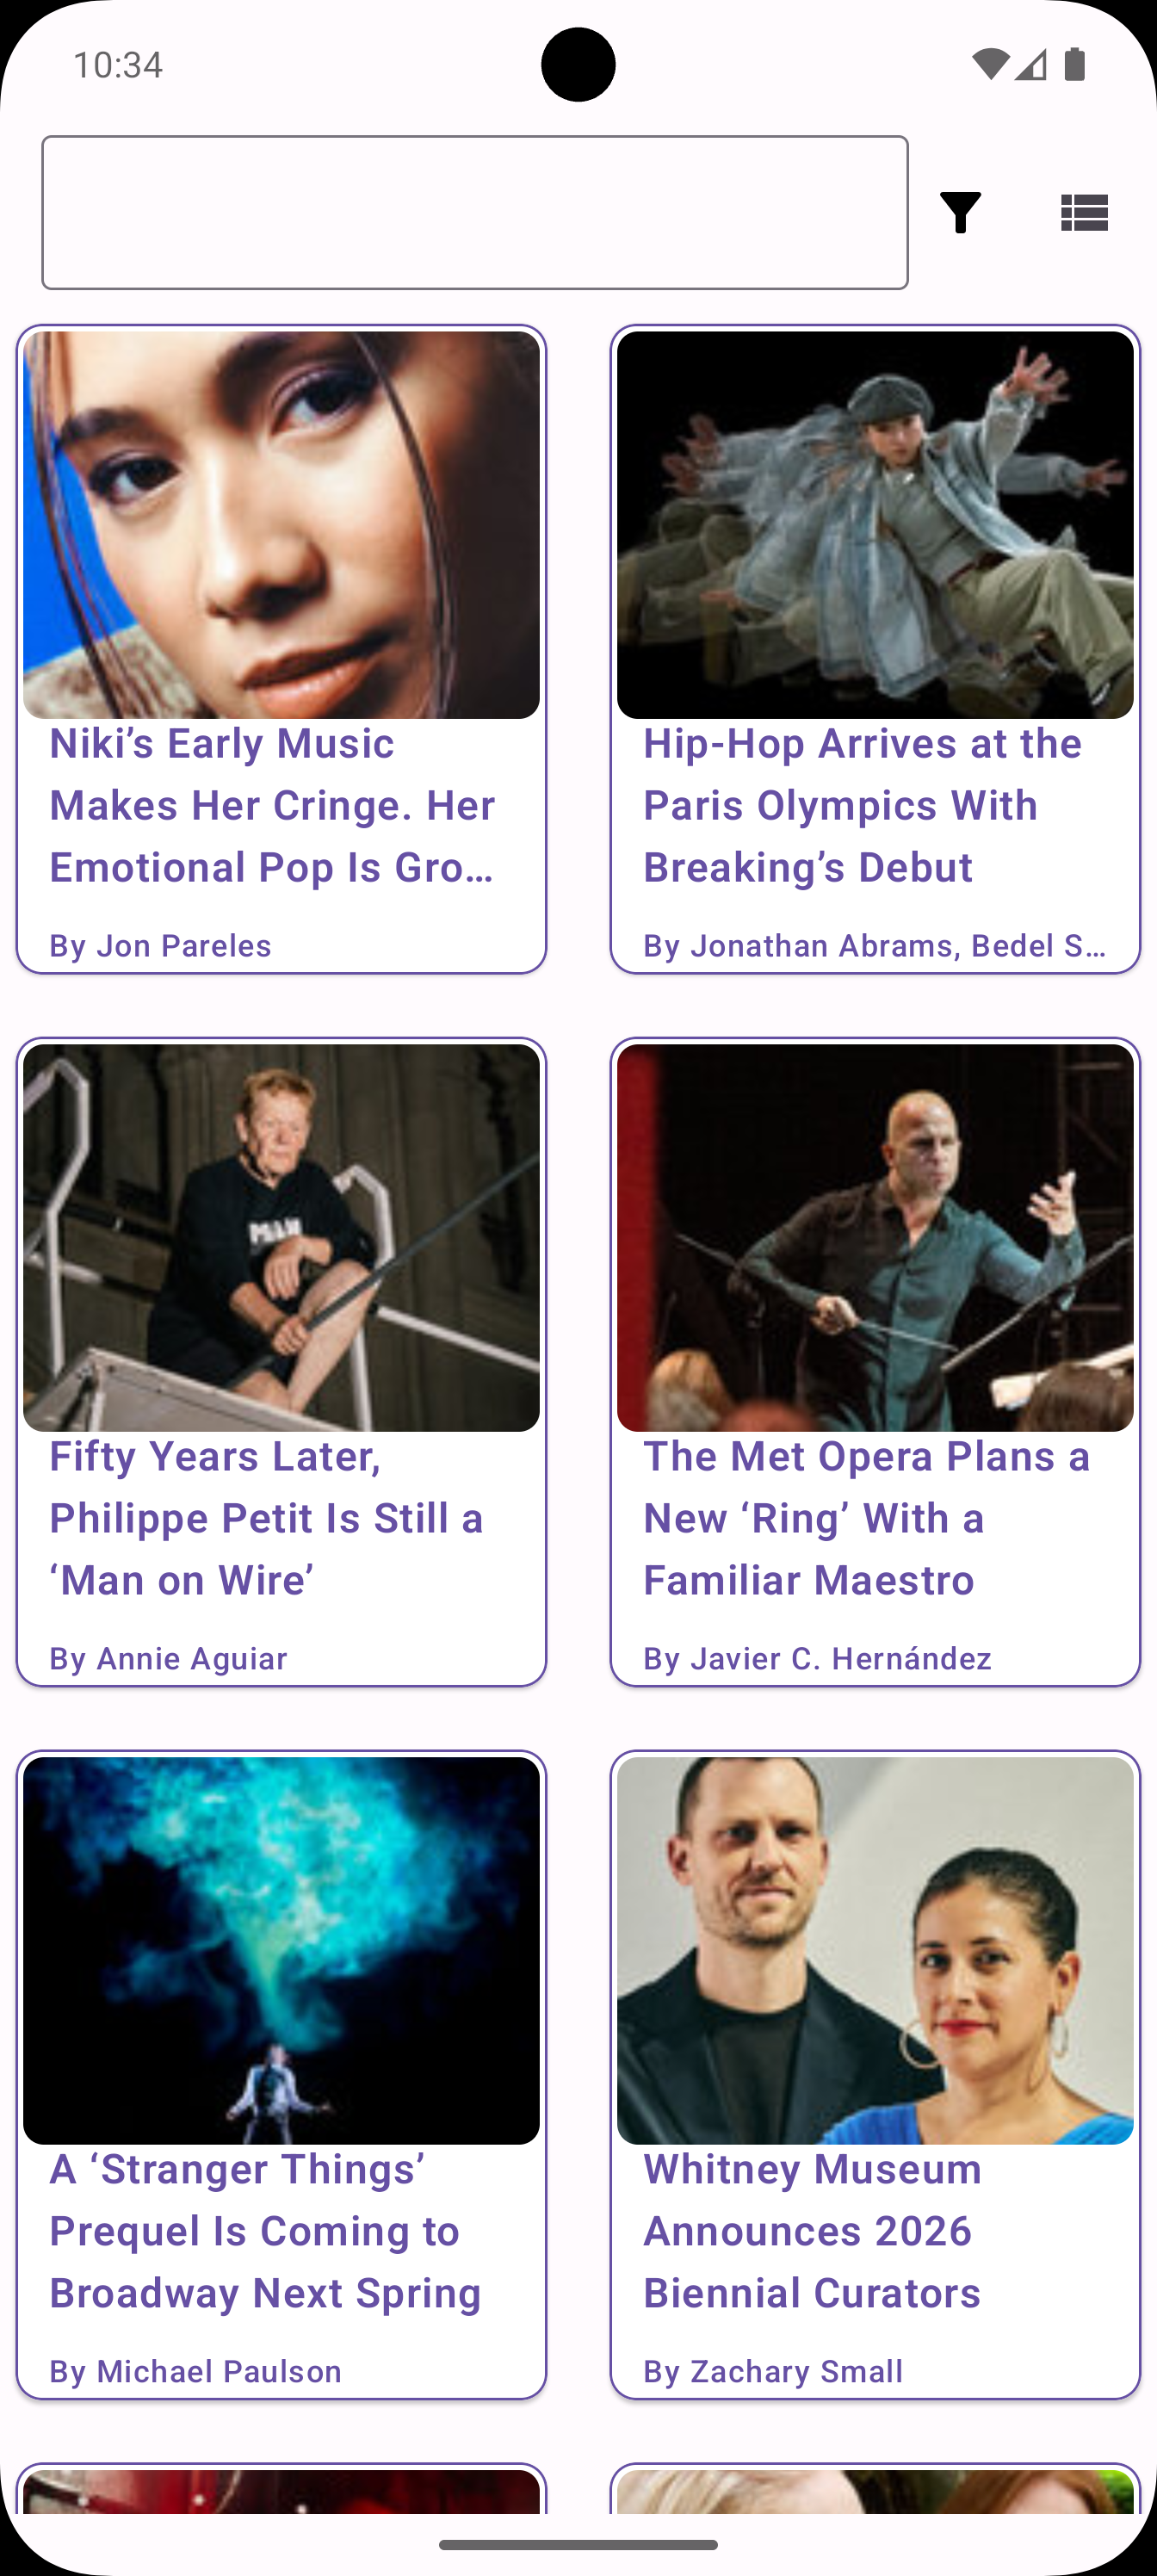 10:34
Niki’s Early Music
Makes Her Cringe. Her
Emotional Pop Is Gro…
By Jon Pareles
Hip-Hop Arrives at the
Paris Olympics With
Breaking’s Debut
By Jonathan Abrams, Bedel S…
Fifty Years Later,
Philippe Petit Is Still a
‘Man on Wire’
By Annie Aguiar
The Met Opera Plans a
New ‘Ring’ With a
Familiar Maestro
By Javier C. Hernández
A ‘Stranger Things’
Prequel Is Coming to
Broadway Next Spring
By Michael Paulson
Whitney Museum
Announces 2026
Biennial Curators
By Zachary Small